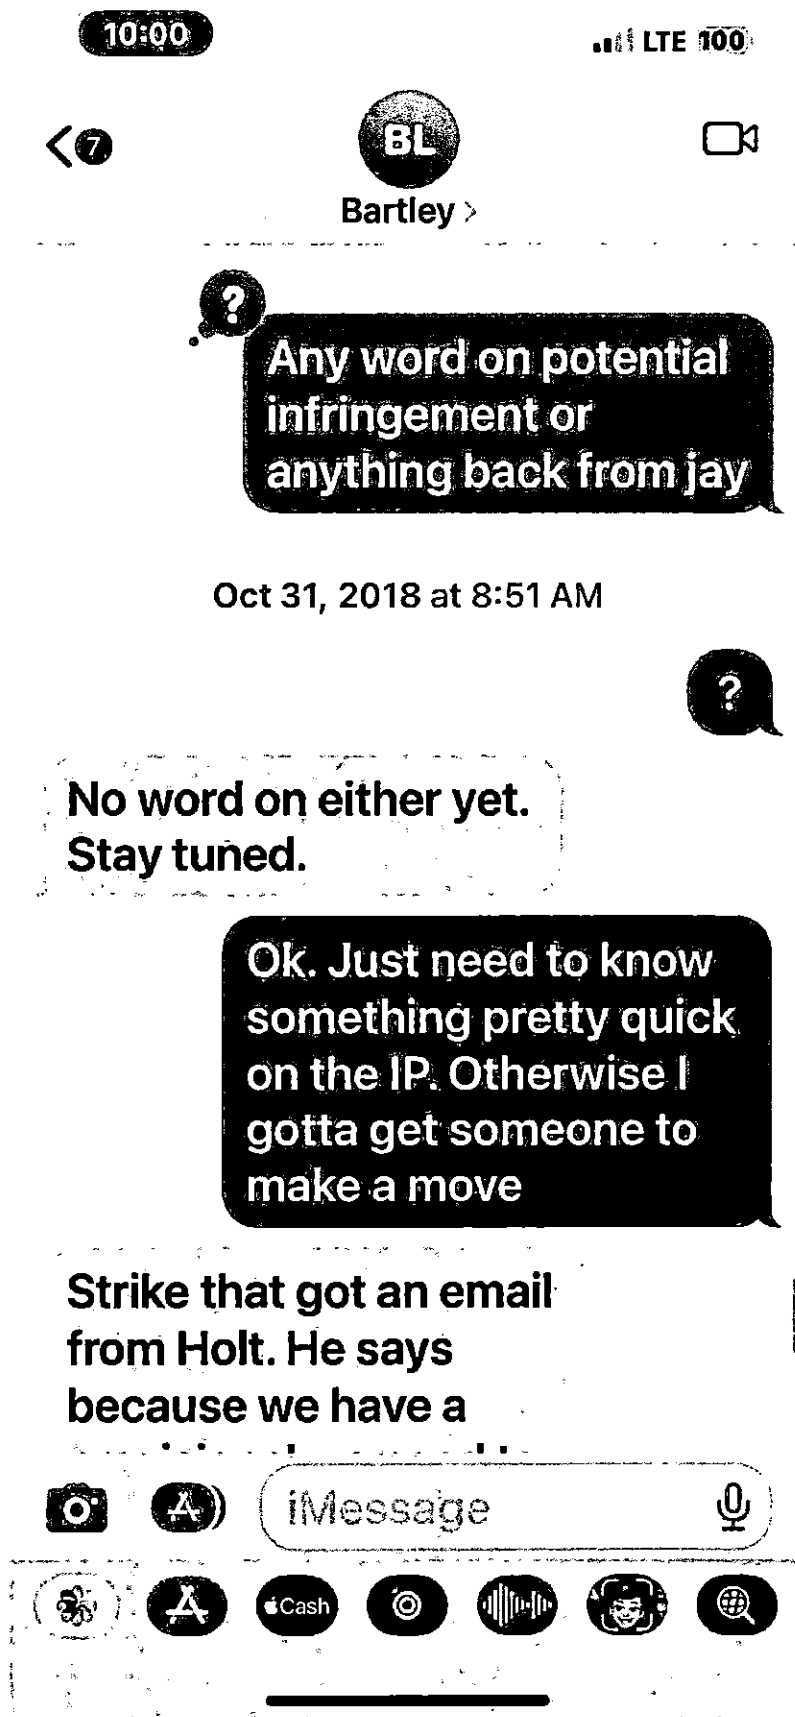 10:00
LTE 100
7
BL
Bartley >
?
Any word on potential
infringement or
anything back from jay
Oct 31, 2018 at 8:51 AM
?
No word on either yet.
Stay tuned.
Ok. Just need to know
something pretty quick
on the IP. Otherwise I
gotta get someone to
make a move
Strike that got an email
from Holt. He says
because we have a
iMessage
Cash